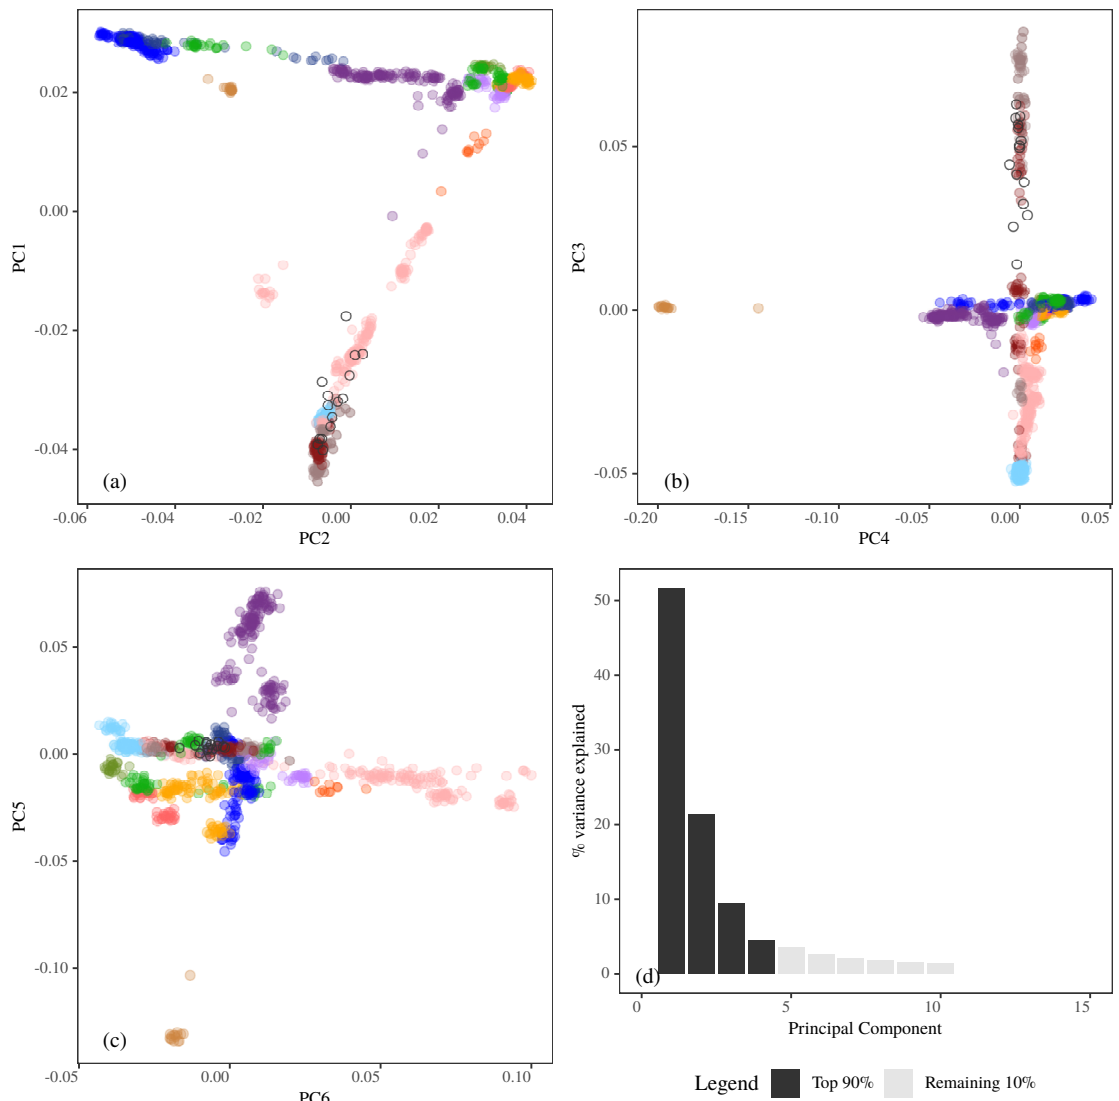 0.02
0.00
-0.02
-0.04
PC1
(a)
-0.06
-0.04
-0.02
0.00
0.02
0.04
PC2
0.05
0.00
-0.05
PC3
(b)
-0.20
-0.15
-0.10
-0.05
0.00
0.05
PC4
0.05
0.00
-0.05
-0.10
PC5
(c)
-0.05
0.00
0.05
0.10
PC6
50
40
30
20
10
0
% variance explained
(d)
0
5
10
15
Principal Component
Legend
Top 90%
Remaining 10%